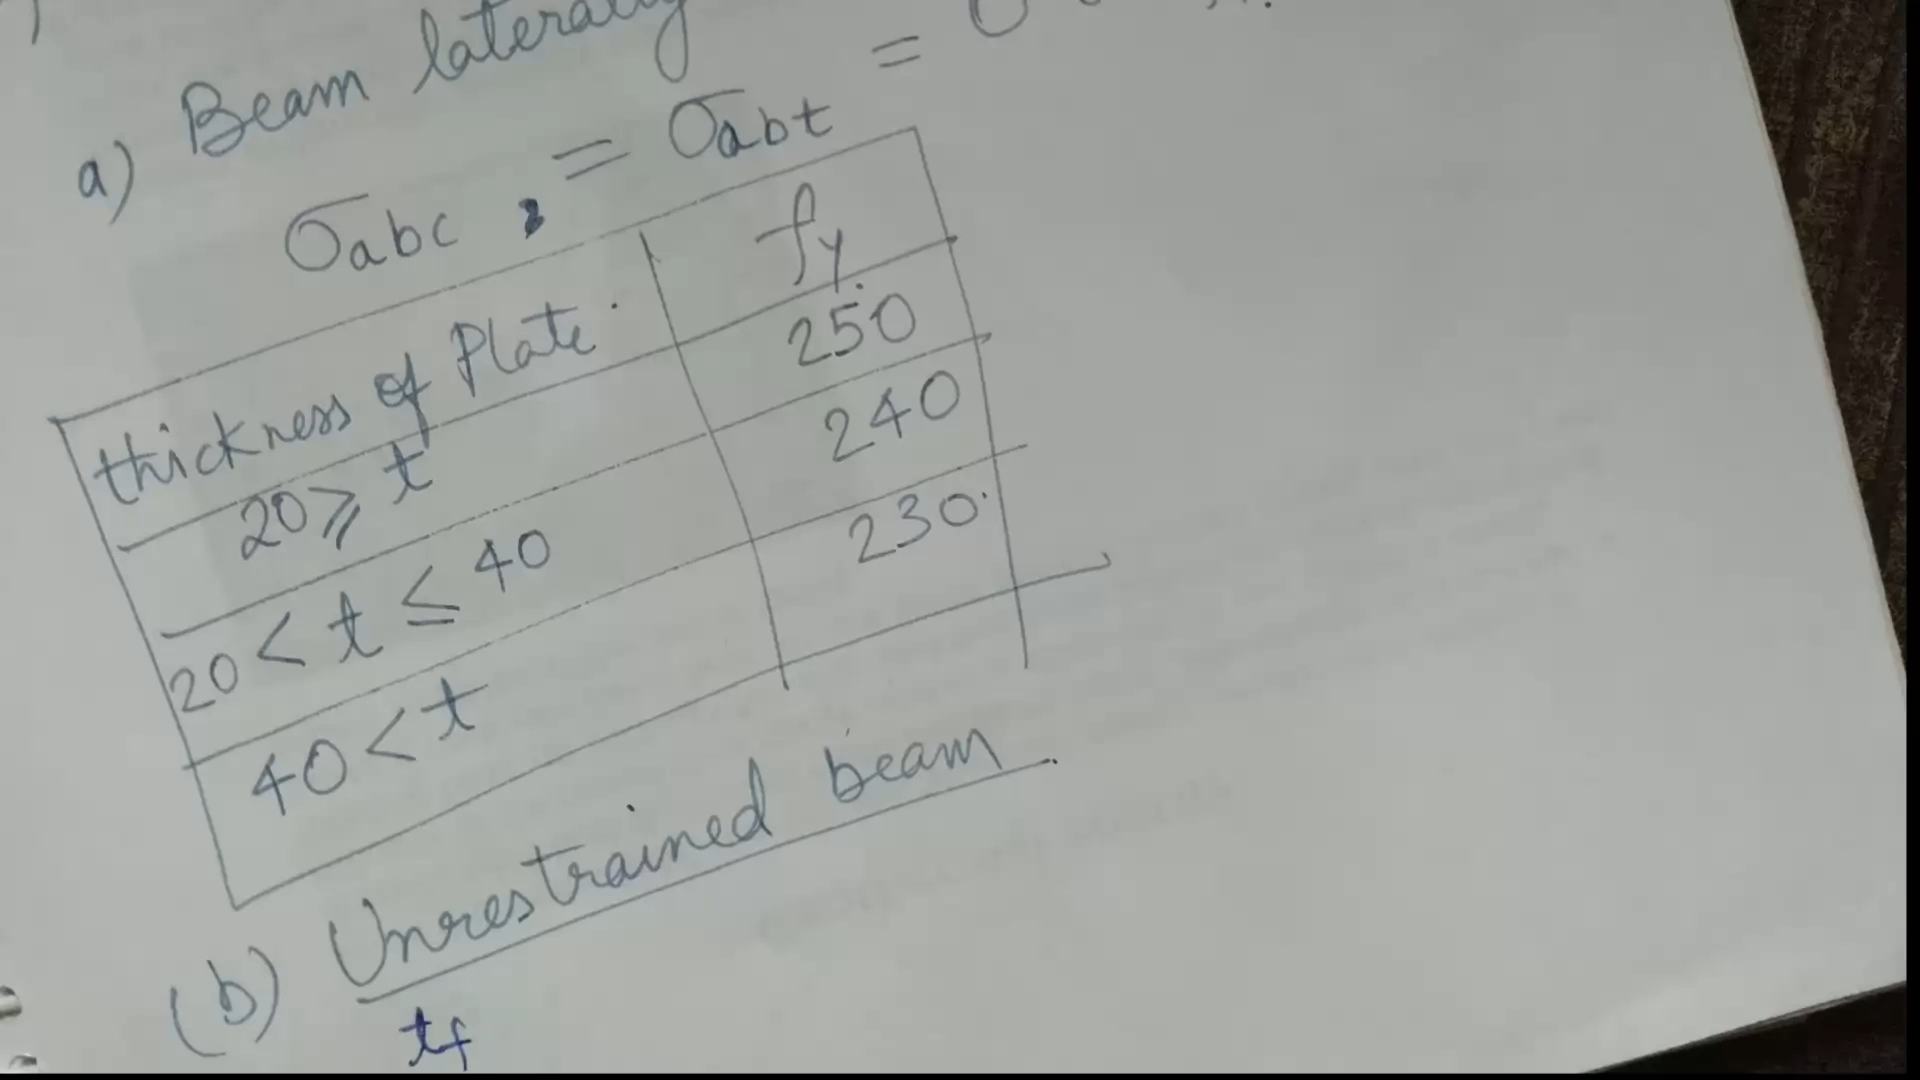 a) Beam laterally
σabc = σabt =
thickness of Plate. fy
20 ⩾ t 250
20 < t ≤ 40 240
40 < t 230.
(b) Unrestrained beam.
tf